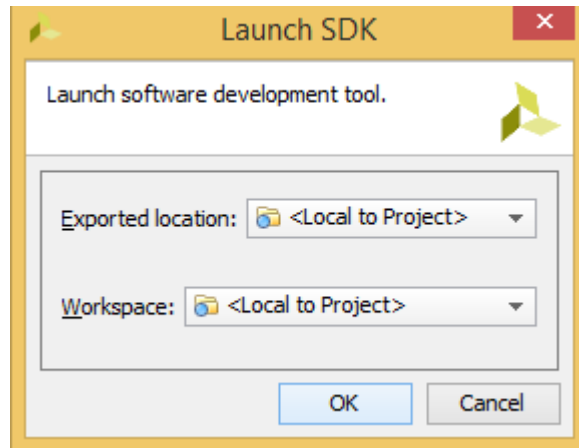 Launch SDK
Launch software development tool.
Exported location: <Local to Project>
Workspace: <Local to Project>
OK Cancel